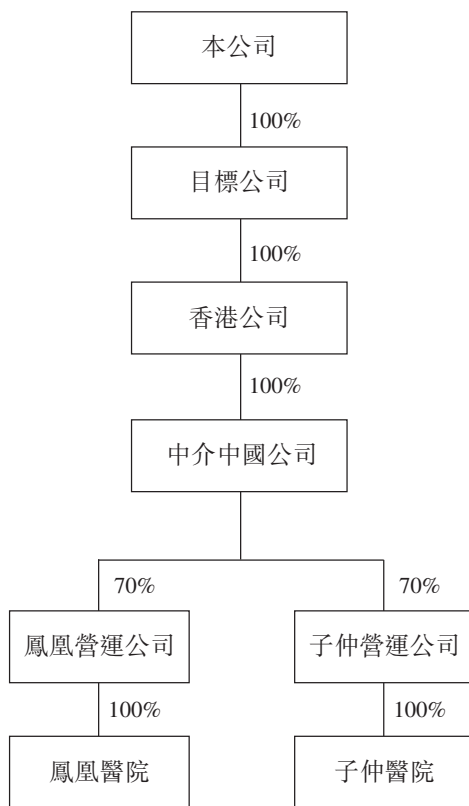 本公司
100%
目標公司
100%
香港公司
100%
中介中國公司
70%
70%
鳳凰營運公司
子仲營運公司
100%
100%
鳳凰醫院
子仲醫院